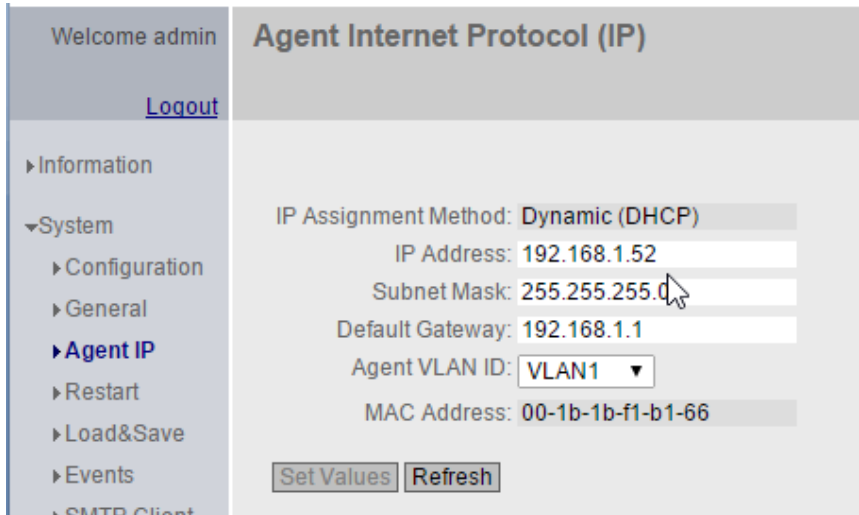 Welcome admin
Logout
Agent Internet Protocol (IP)
Information
System
Configuration
General
Agent IP
Restart
Load&Save
Events
SMTP Client
IP Assignment Method: Dynamic (DHCP)
IP Address: 192.168.1.52
Subnet Mask: 255.255.255.0
Default Gateway: 192.168.1.1
Agent VLAN ID: VLAN1
MAC Address: 00-1b-1b-f1-b1-66
Set Values Refresh